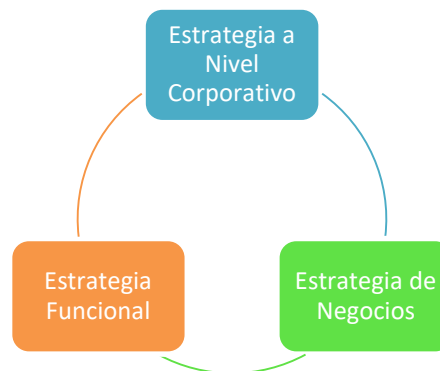 Estrategia a
Nivel
Corporativo
Estrategia
Funcional
Estrategia de
Negocios